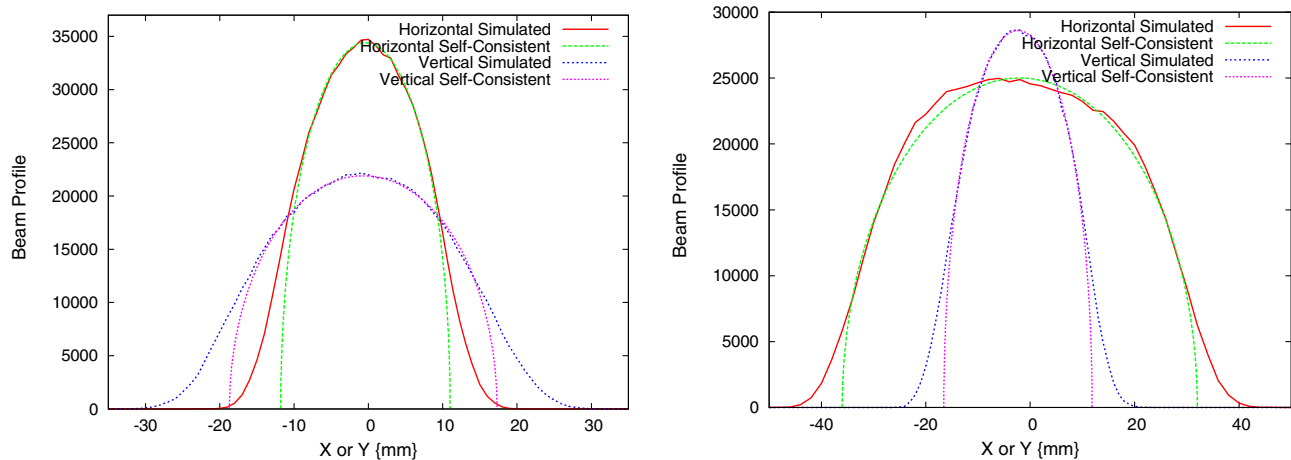 Horizontal Simulated
Horizontal Self-Consistent
Vertical Simulated
Vertical Self-Consistent
35000
30000
25000
20000
15000
10000
5000
0
Beam Profile
-30
-20
-10
0
10
20
30
X or Y {mm}
Horizontal Simulated
Horizontal Self-Consistent
Vertical Simulated
Vertical Self-Consistent
30000
25000
20000
15000
10000
5000
0
Beam Profile
-40
-20
0
20
40
X or Y {mm}